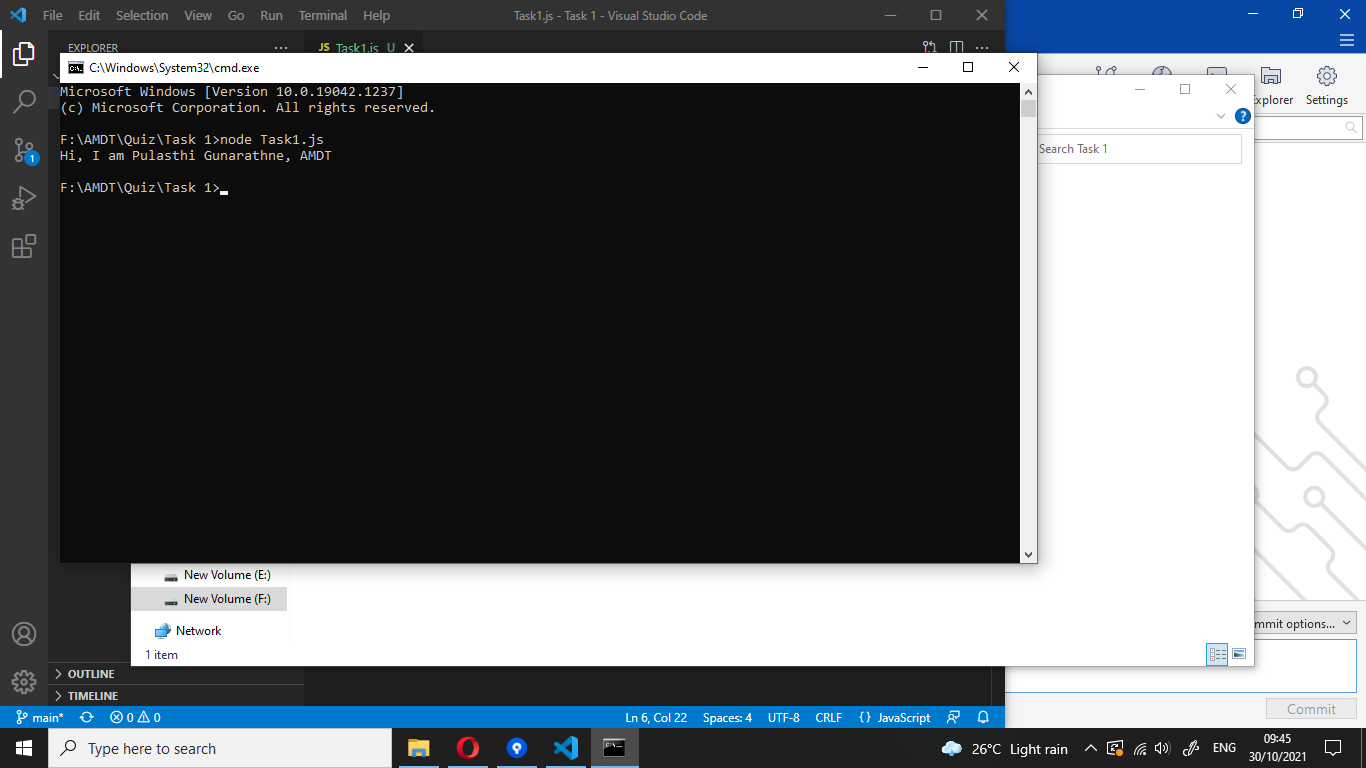 File Edit Selection View Go Run Terminal Help Task1.js - Task 1 - Visual Studio Code
EXPLORER
JS Task1.js U
C:\Windows\System32\cmd.exe
Microsoft Windows [Version 10.0.19042.1237]
(c) Microsoft Corporation. All rights reserved.
F:\AMDT\Quiz\Task 1>node Task1.js
Hi, I am Pulasthi Gunarathne, AMDT
F:\AMDT\Quiz\Task 1>
1
Explorer Settings
?
Search Task 1
New Volume (E:)
New Volume (F:)
Network
1 item
mmit options...
Commit
OUTLINE
TIMELINE
main* 0 0 Ln 6, Col 22 Spaces: 4 UTF-8 CRLF {} JavaScript
Type here to search 26°C Light rain ENG 09:45
30/10/2021